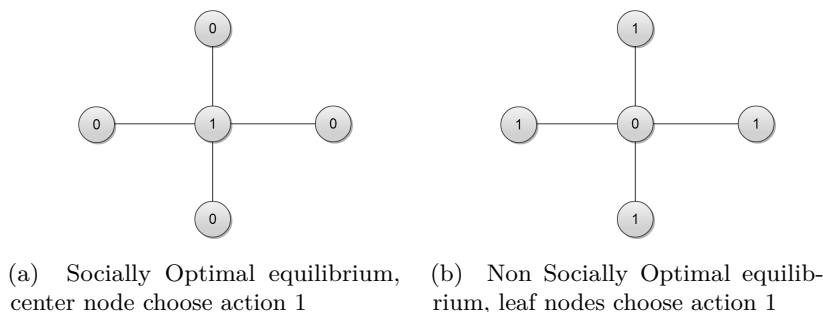 0
0 1 0
0
(a) Socially Optimal equilibrium,
center node choose action 1
1
1 0 1
1
(b) Non Socially Optimal equilib-
rium, leaf nodes choose action 1